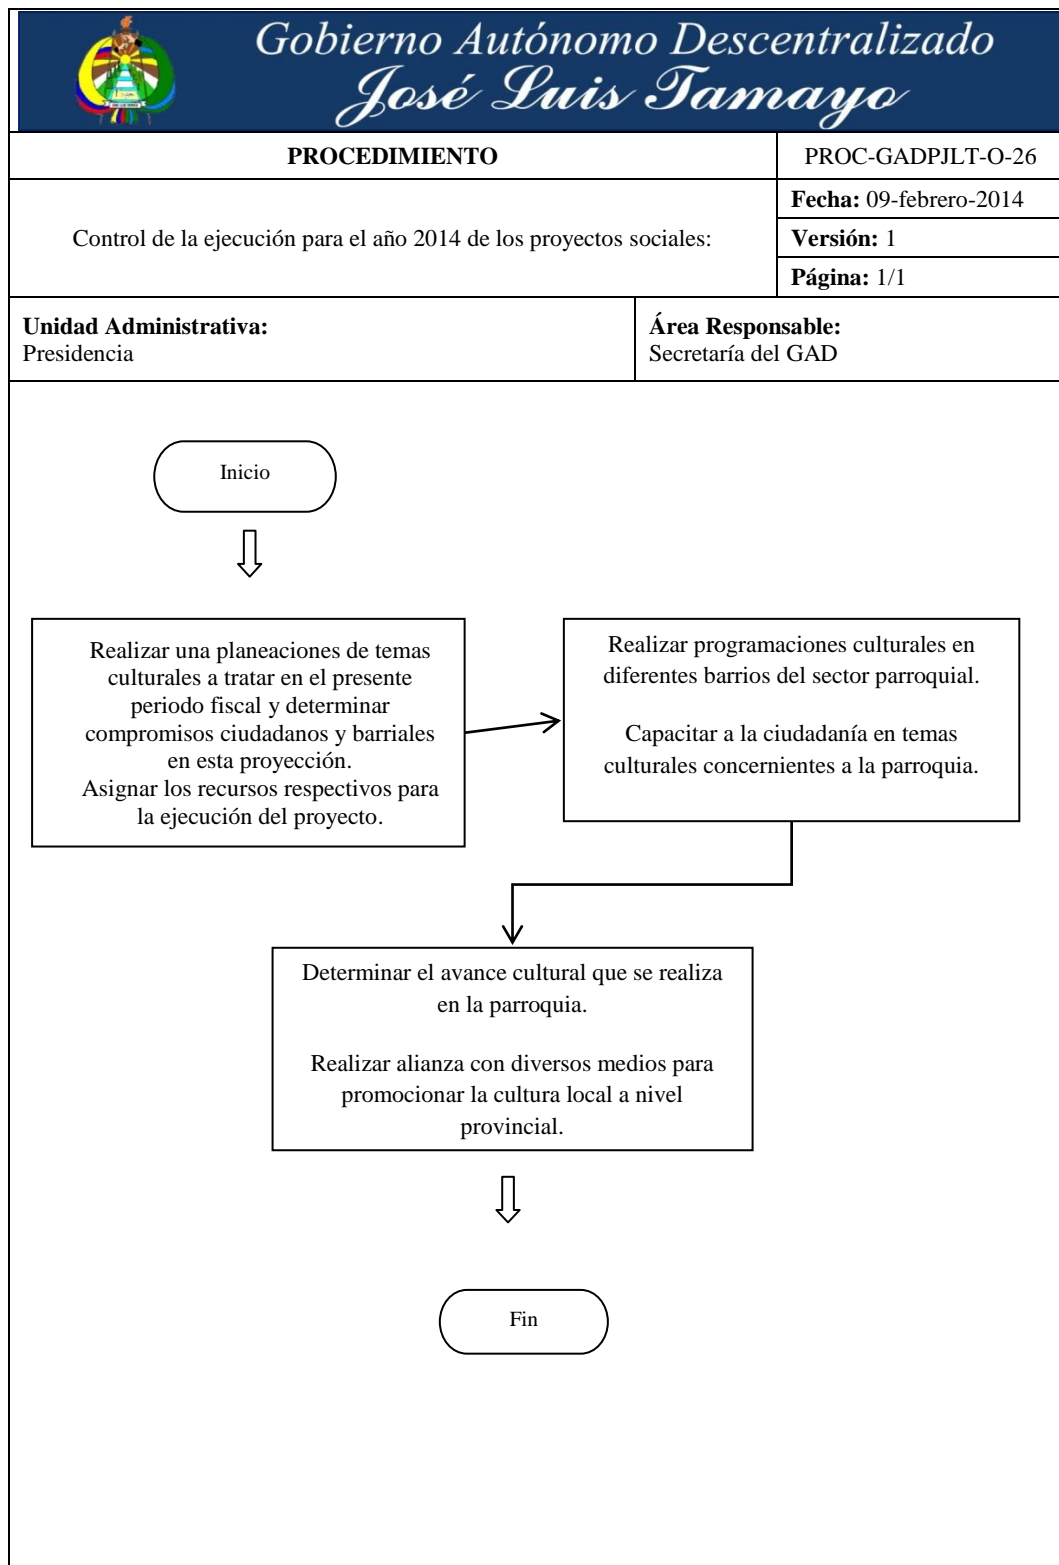 Gobierno Autónomo Descentralizado
José Luis Tamayo
PROCEDIMIENTO
PROC-GADPJLT-O-26
Control de la ejecución para el año 2014 de los proyectos sociales:
Fecha: 09-febrero-2014
Versión: 1
Página: 1/1
Unidad Administrativa:
Presidencia
Área Responsable:
Secretaría del GAD
Inicio
Realizar una planeaciones de temas
culturales a tratar en el presente
periodo fiscal y determinar
compromisos ciudadanos y barriales
en esta proyección.
Asignar los recursos respectivos para
la ejecución del proyecto.
Realizar programaciones culturales en
diferentes barrios del sector parroquial.
Capacitar a la ciudadanía en temas
culturales concernientes a la parroquia.
Determinar el avance cultural que se realiza
en la parroquia.
Realizar alianza con diversos medios para
promocionar la cultura local a nivel
provincial.
Fin